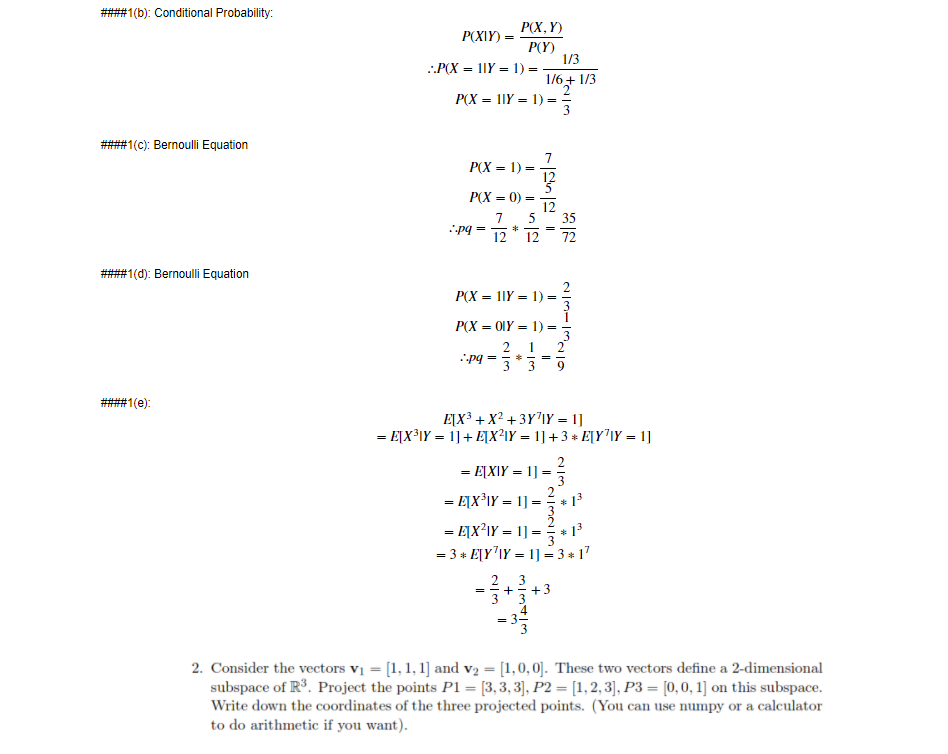 ####1(b): Conditional Probability:
P(X|Y) = P(X, Y) / P(Y)
∴P(X = 1|Y = 1) = 1/3 / 1/6 + 1/3
P(X = 1|Y = 1) = 2/3
####1(c): Bernoulli Equation
P(X = 1) = 7/12
P(X = 0) = 5/12
∴pq = 7/12 * 5/12 = 35/72
####1(d): Bernoulli Equation
P(X = 1|Y = 1) = 2/3
P(X = 0|Y = 1) = 1/3
∴pq = 2/3 * 1/3 = 2/9
####1(e):
E[X³ + X² + 3Y⁷|Y = 1]
= E[X³|Y = 1] + E[X²|Y = 1] + 3 * E[Y⁷|Y = 1]
= E[X|Y = 1] = 2/3
= E[X³|Y = 1] = 2/3 * 1³
= E[X²|Y = 1] = 2/3 * 1³
= 3 * E[Y⁷|Y = 1] = 3 * 1⁷
= 2/3 + 3/3 + 3
= 3 4/3
2. Consider the vectors v₁ = [1, 1, 1] and v₂ = [1, 0, 0]. These two vectors define a 2-dimensional
subspace of ℝ³. Project the points P1 = [3, 3, 3], P2 = [1, 2, 3], P3 = [0, 0, 1] on this subspace.
Write down the coordinates of the three projected points. (You can use numpy or a calculator
to do arithmetic if you want).